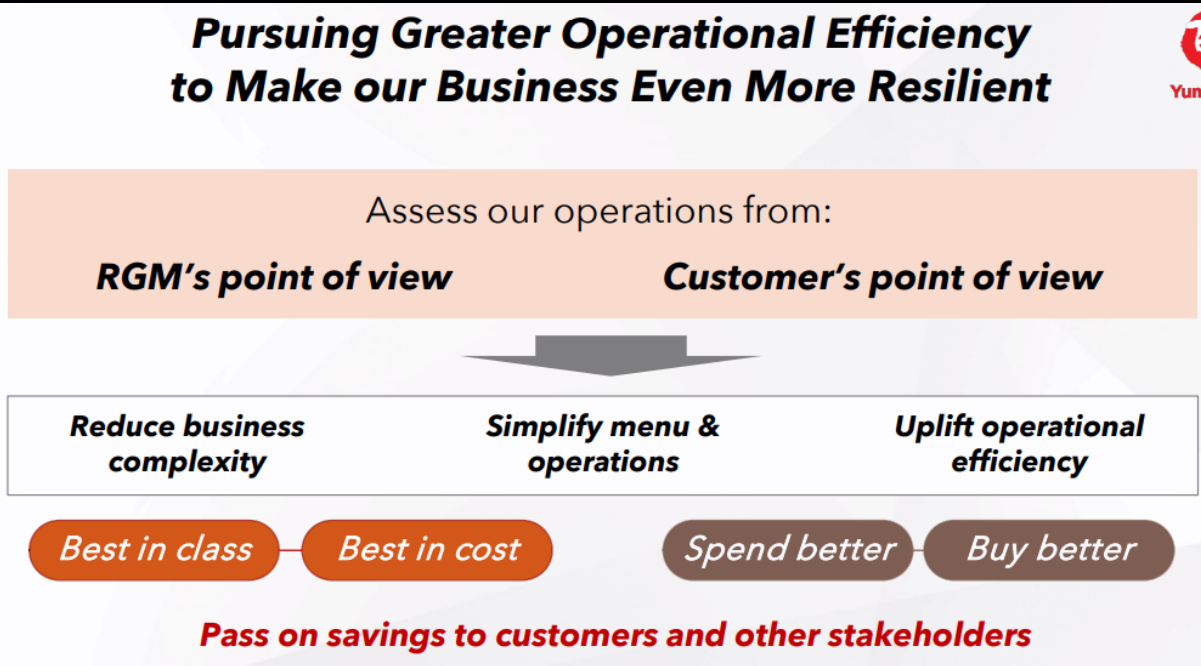 Pursuing Greater Operational Efficiency
to Make our Business Even More Resilient
Assess our operations from:
RGM's point of view
Customer's point of view
Reduce business
complexity
Simplify menu &
operations
Uplift operational
efficiency
Best in class
Best in cost
Spend better
Buy better
Pass on savings to customers and other stakeholders